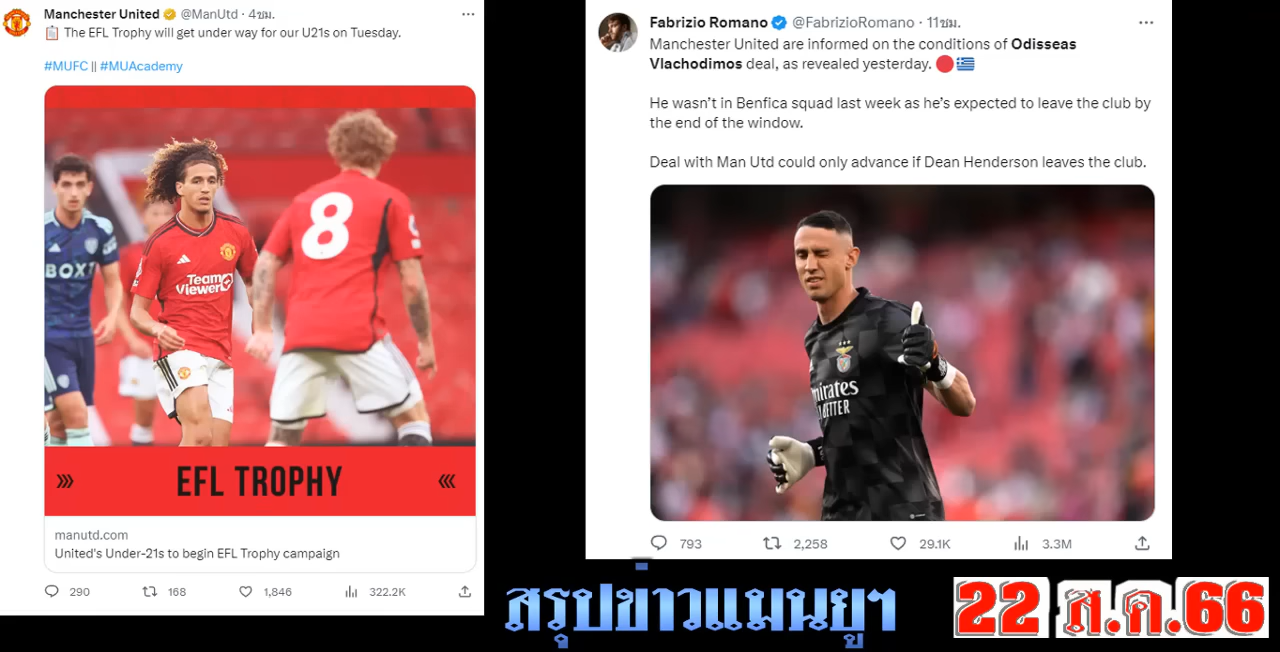 Manchester United @ManUtd · 4ชม.
📋 The EFL Trophy will get under way for our U21s on Tuesday.
#MUFC || #MUAcademy
BOXT
Team
Viewer
8
EFL TROPHY
manutd.com
United's Under-21s to begin EFL Trophy campaign
290 168 1,846 322.2K
Fabrizio Romano @FabrizioRomano · 11ชม.
Manchester United are informed on the conditions of Odisseas
Vlachodimos deal, as revealed yesterday. 🔴🇬🇷
He wasn't in Benfica squad last week as he's expected to leave the club by
the end of the window.
Deal with Man Utd could only advance if Dean Henderson leaves the club.
mirates
BETTER
793 2,258 29.1K 3.3M
สรุปข่าวแมนยูฯ
22 ส.ค.66